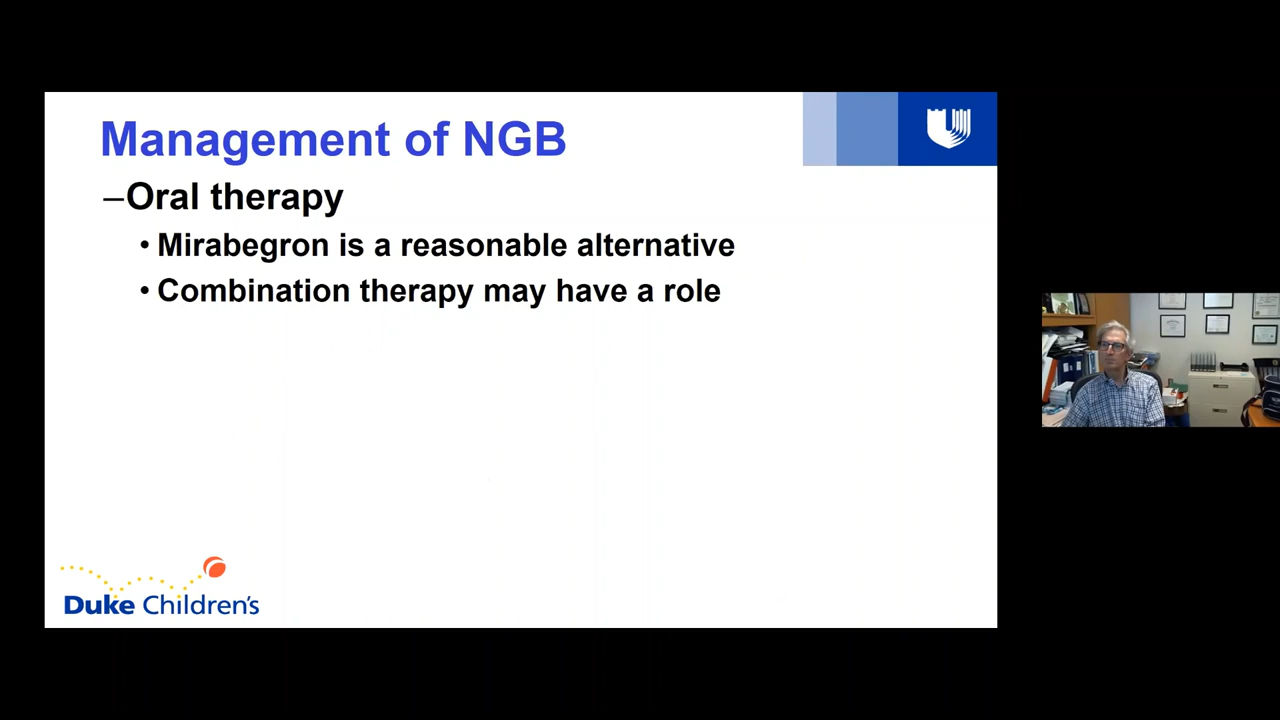 Management of NGB
–Oral therapy
• Mirabegron is a reasonable alternative
• Combination therapy may have a role
Duke Children's